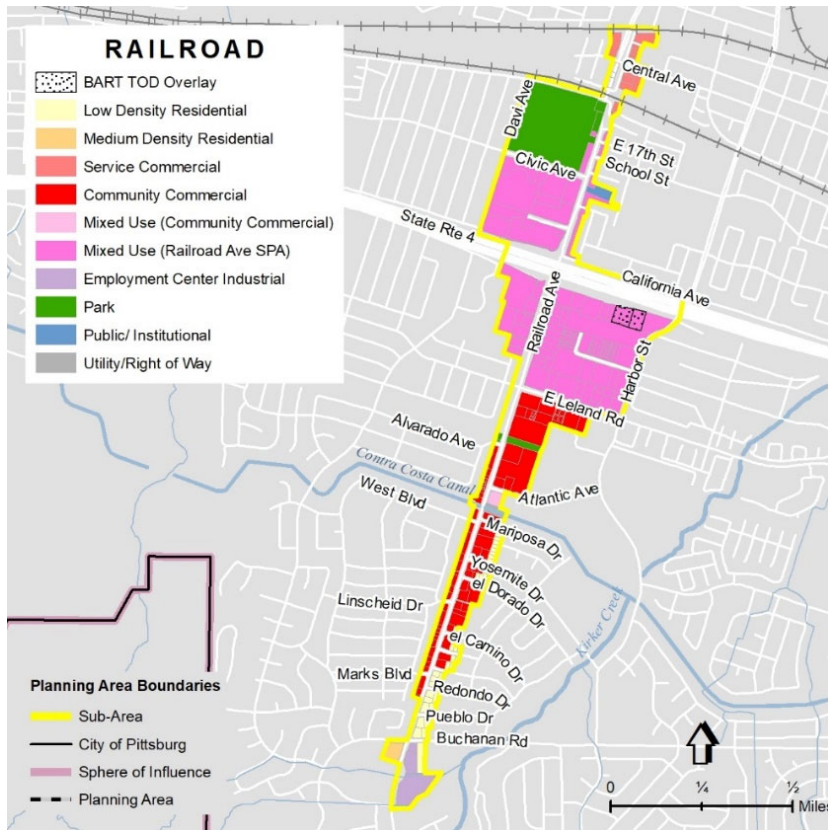 RAILROAD
BART TOD Overlay
Low Density Residential
Medium Density Residential
Service Commercial
Community Commercial
Mixed Use (Community Commercial)
Mixed Use (Railroad Ave SPA)
Employment Center Industrial
Park
Public/ Institutional
Utility/Right of Way
Central Ave
Davi Ave
E 17th St
School St
Civic Ave
State Rte 4
California Ave
Railroad Ave
Harbor St
E Leland Rd
Alvarado Ave
Contra Costa Canal
West Blvd
Atlantic Ave
Mariposa Dr
Yosemite Dr
el Dorado Dr
Linscheid Dr
Kirker Creek
el Camino Dr
Marks Blvd
Redondo Dr
Pueblo Dr
Buchanan Rd
Planning Area Boundaries
Sub-Area
City of Pittsburg
Sphere of Influence
Planning Area
0 ¼ ½
Miles